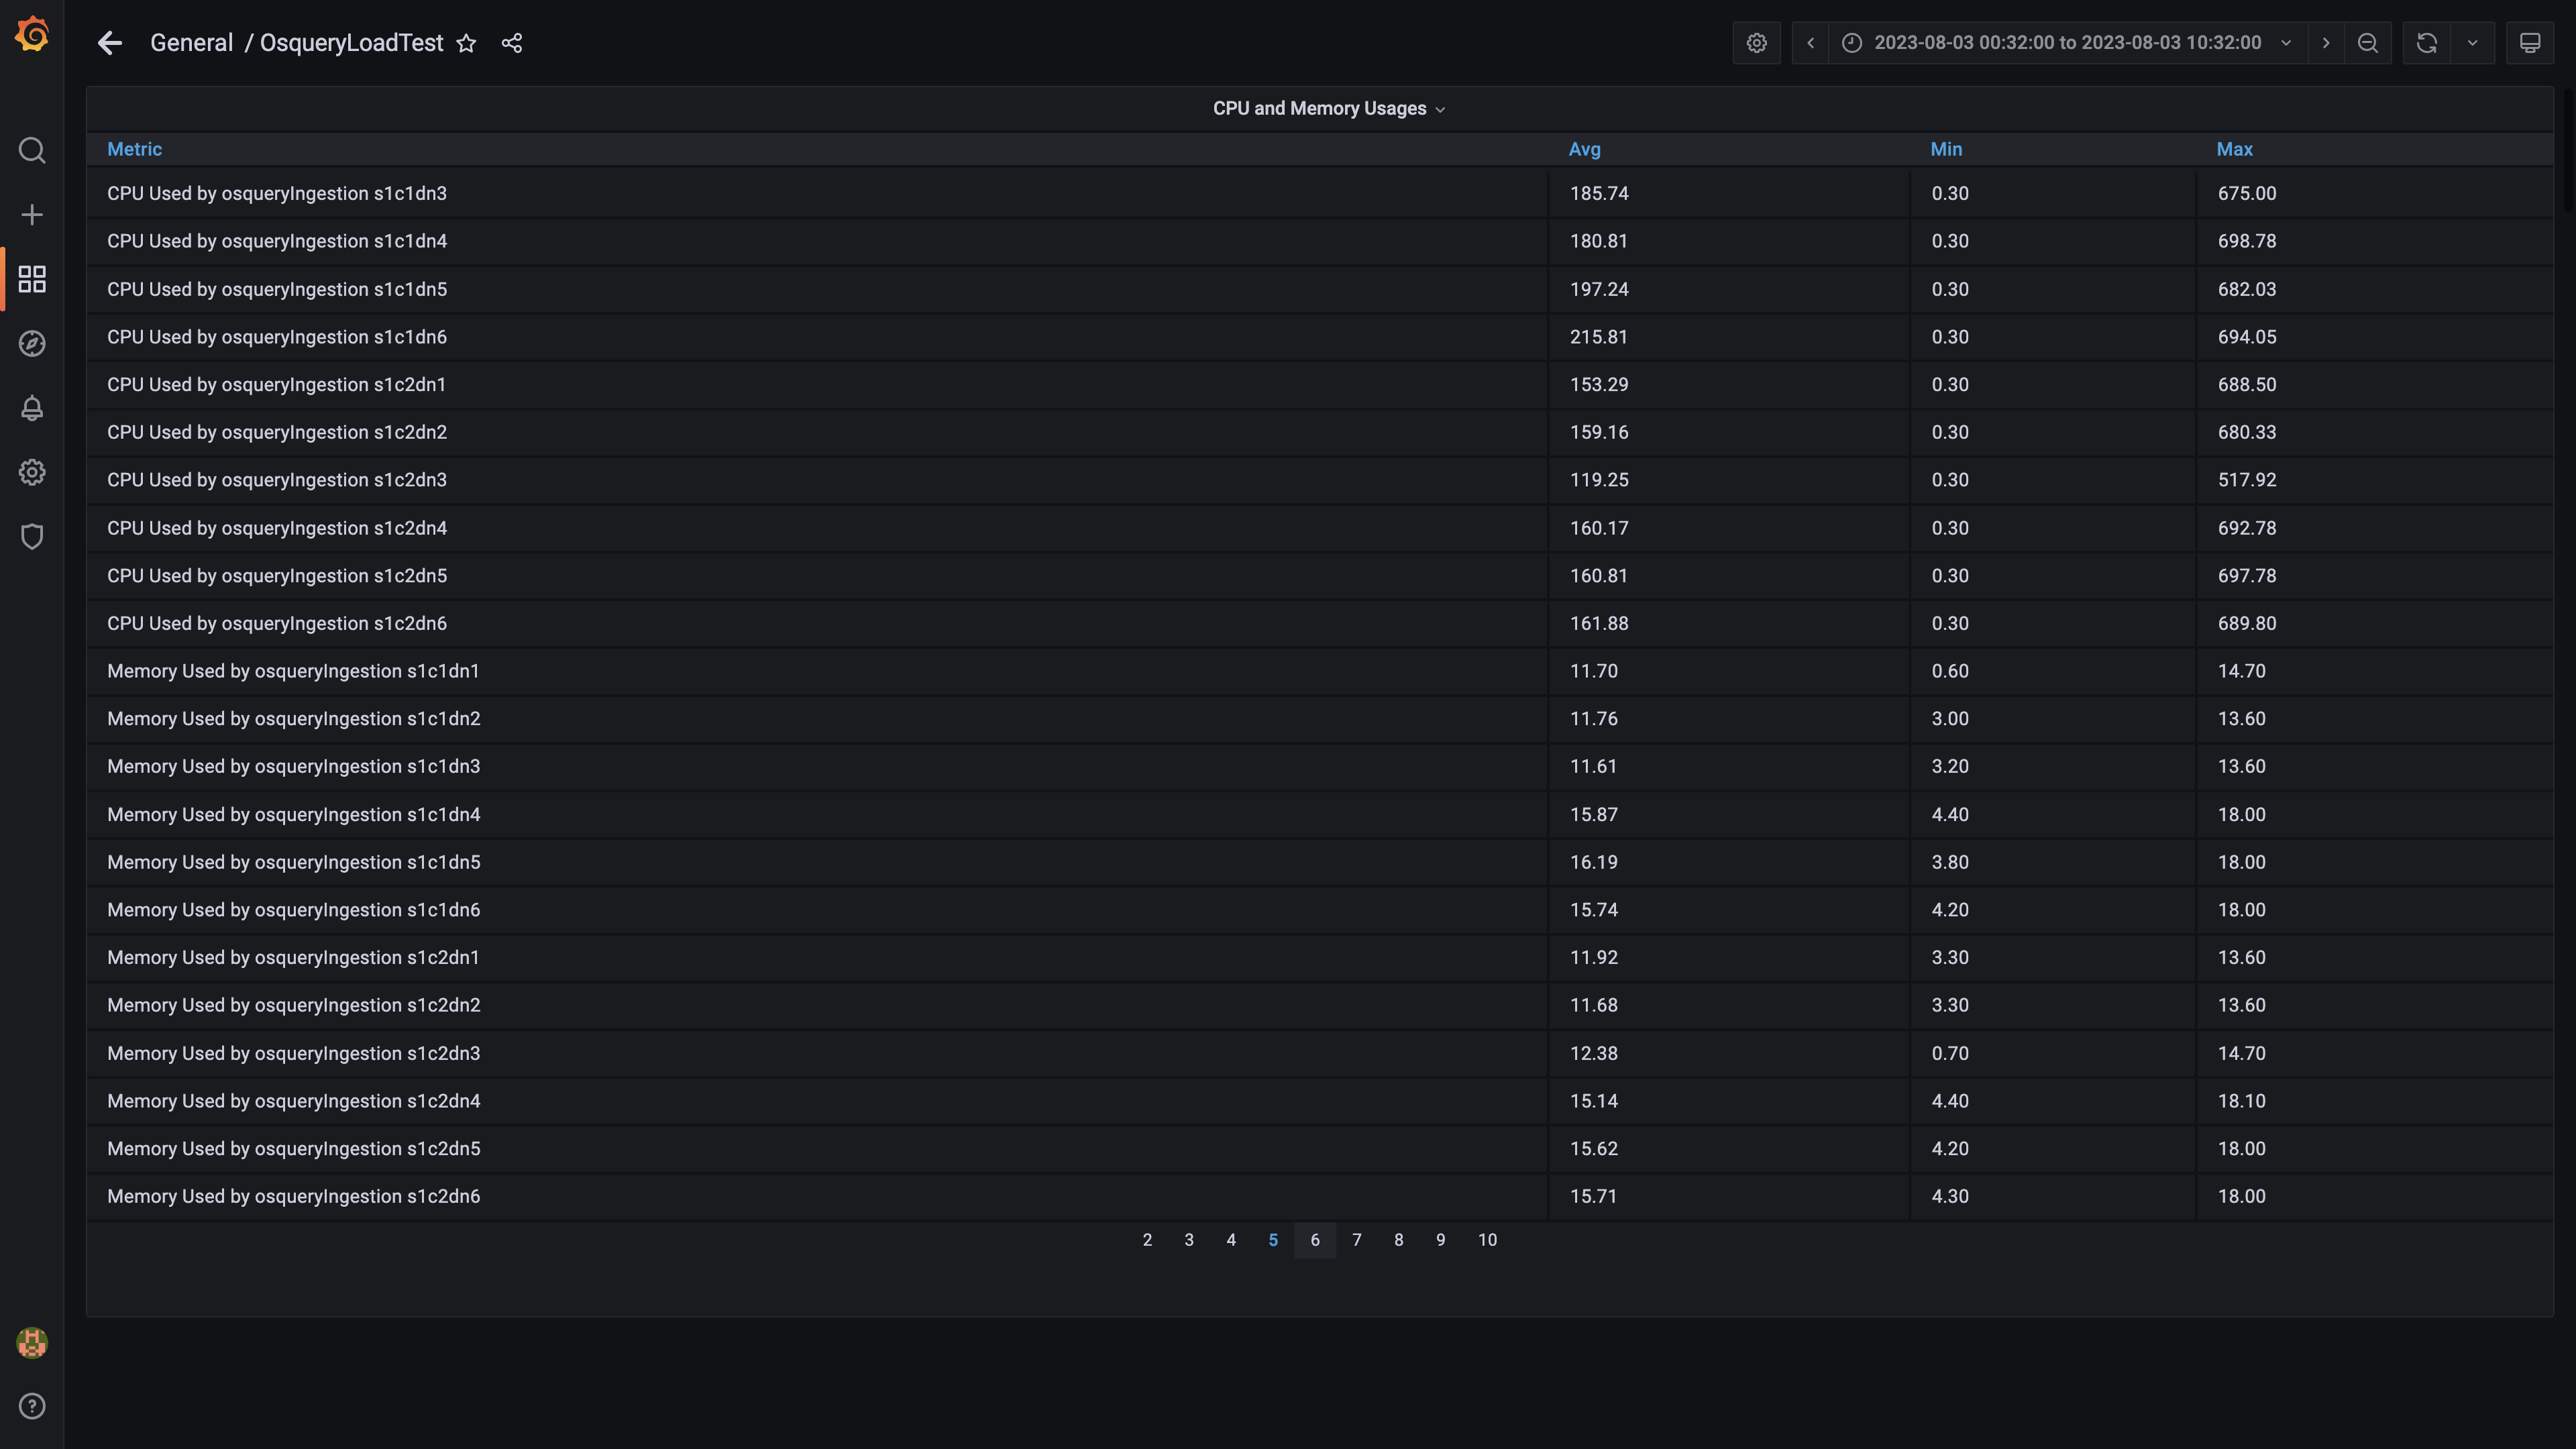 General / OsqueryLoadTest
2023-08-03 00:32:00 to 2023-08-03 10:32:00
CPU and Memory Usages
Metric Avg Min Max
CPU Used by osqueryIngestion s1c1dn3 185.74 0.30 675.00
CPU Used by osqueryIngestion s1c1dn4 180.81 0.30 698.78
CPU Used by osqueryIngestion s1c1dn5 197.24 0.30 682.03
CPU Used by osqueryIngestion s1c1dn6 215.81 0.30 694.05
CPU Used by osqueryIngestion s1c2dn1 153.29 0.30 688.50
CPU Used by osqueryIngestion s1c2dn2 159.16 0.30 680.33
CPU Used by osqueryIngestion s1c2dn3 119.25 0.30 517.92
CPU Used by osqueryIngestion s1c2dn4 160.17 0.30 692.78
CPU Used by osqueryIngestion s1c2dn5 160.81 0.30 697.78
CPU Used by osqueryIngestion s1c2dn6 161.88 0.30 689.80
Memory Used by osqueryIngestion s1c1dn1 11.70 0.60 14.70
Memory Used by osqueryIngestion s1c1dn2 11.76 3.00 13.60
Memory Used by osqueryIngestion s1c1dn3 11.61 3.20 13.60
Memory Used by osqueryIngestion s1c1dn4 15.87 4.40 18.00
Memory Used by osqueryIngestion s1c1dn5 16.19 3.80 18.00
Memory Used by osqueryIngestion s1c1dn6 15.74 4.20 18.00
Memory Used by osqueryIngestion s1c2dn1 11.92 3.30 13.60
Memory Used by osqueryIngestion s1c2dn2 11.68 3.30 13.60
Memory Used by osqueryIngestion s1c2dn3 12.38 0.70 14.70
Memory Used by osqueryIngestion s1c2dn4 15.14 4.40 18.10
Memory Used by osqueryIngestion s1c2dn5 15.62 4.20 18.00
Memory Used by osqueryIngestion s1c2dn6 15.71 4.30 18.00
2 3 4 5 6 7 8 9 10